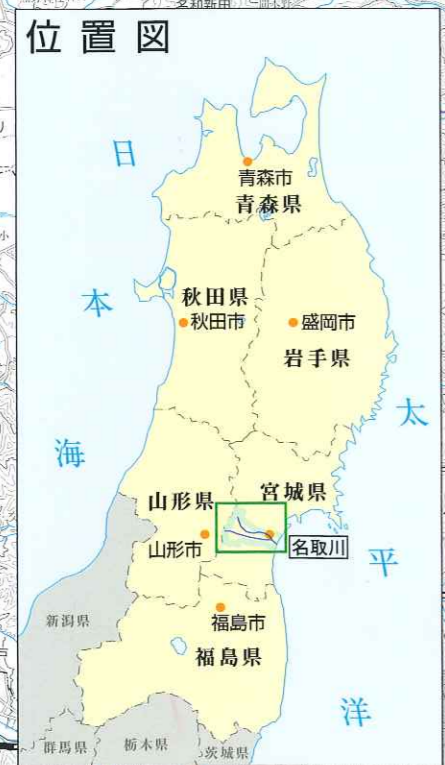 位置図
日本海
太平洋
青森市
青森県
秋田県
秋田市
盛岡市
岩手県
山形県
宮城県
山形市
名取川
新潟県
福島市
福島県
群馬県
栃木県
茨城県